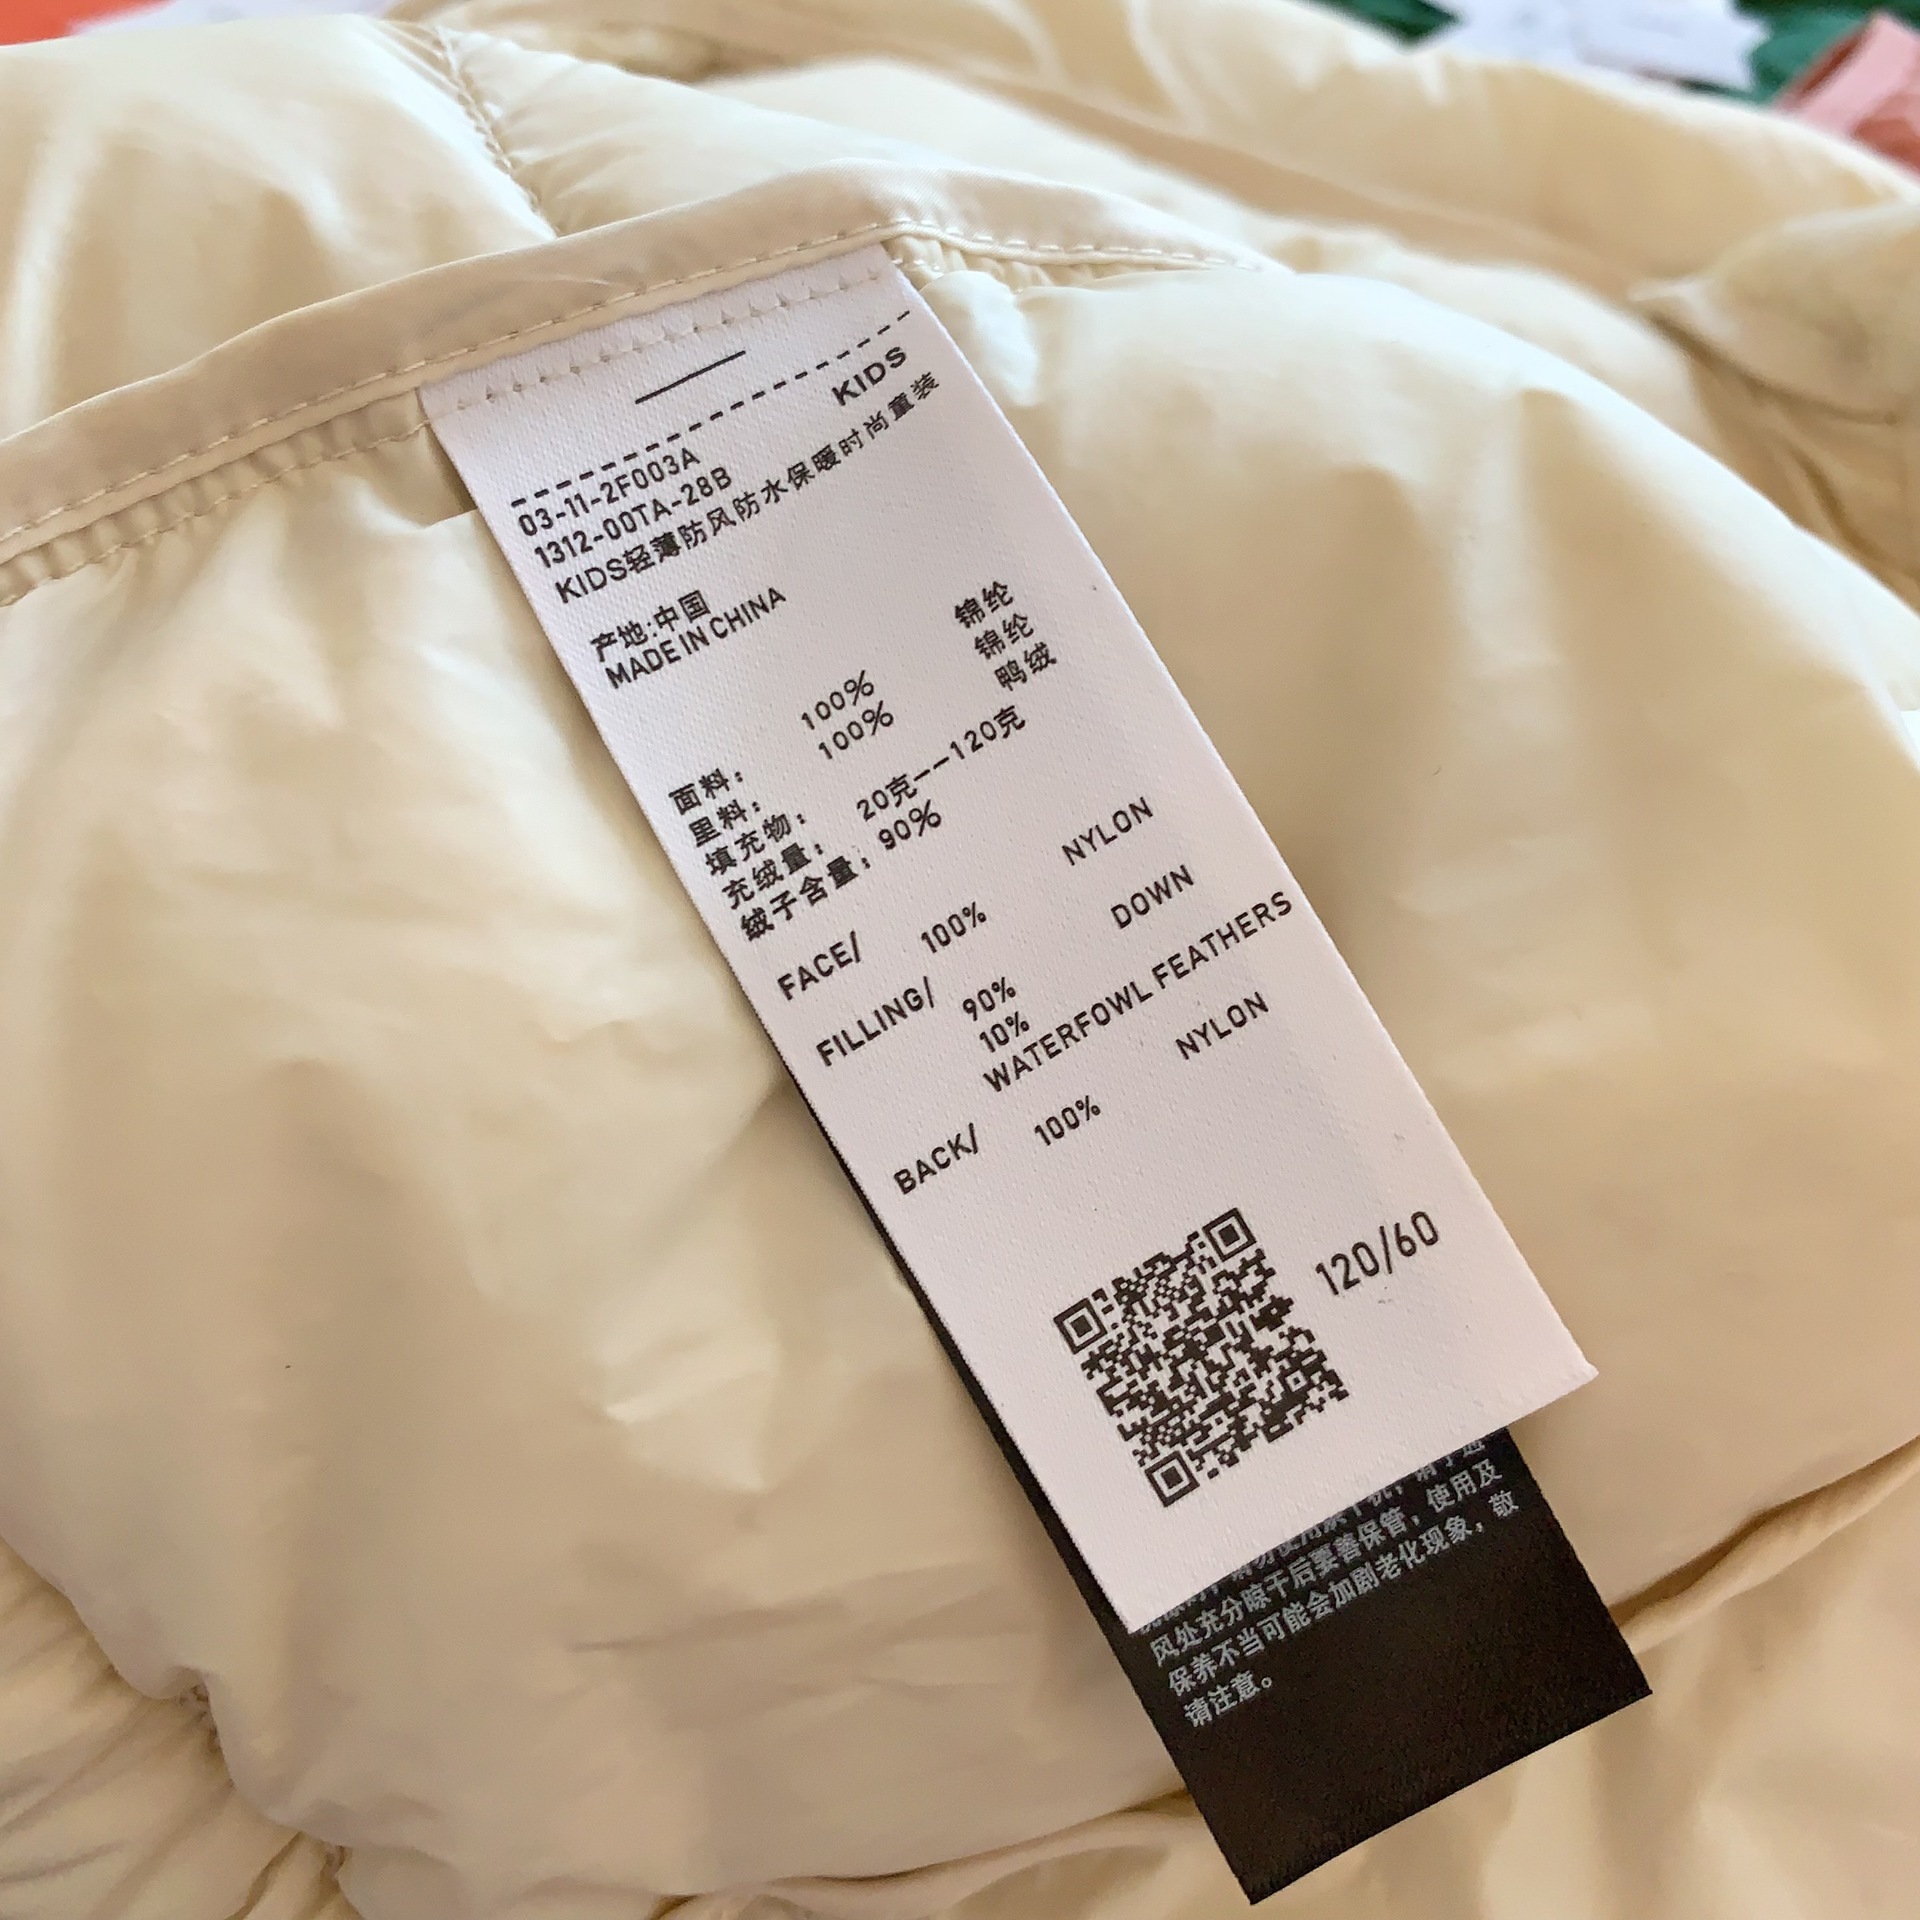 KIDS
03-11-2F003A
1312-00TA-28B
KIDS轻薄防风防水保暖时尚童装
产地:中国
MADE IN CHINA
面料： 100% 锦纶
里料： 100% 锦纶
填充物： 鸭绒
充绒量： 20克--120克
绒子含量：90%
FACE/ 100% NYLON
FILLING/ 90% DOWN
10%
WATERFOWL FEATHERS
BACK/ 100% NYLON
120/60
风处充分晾干后要善保管，使用及
保养不当可能会加剧老化现象，敬
请注意。